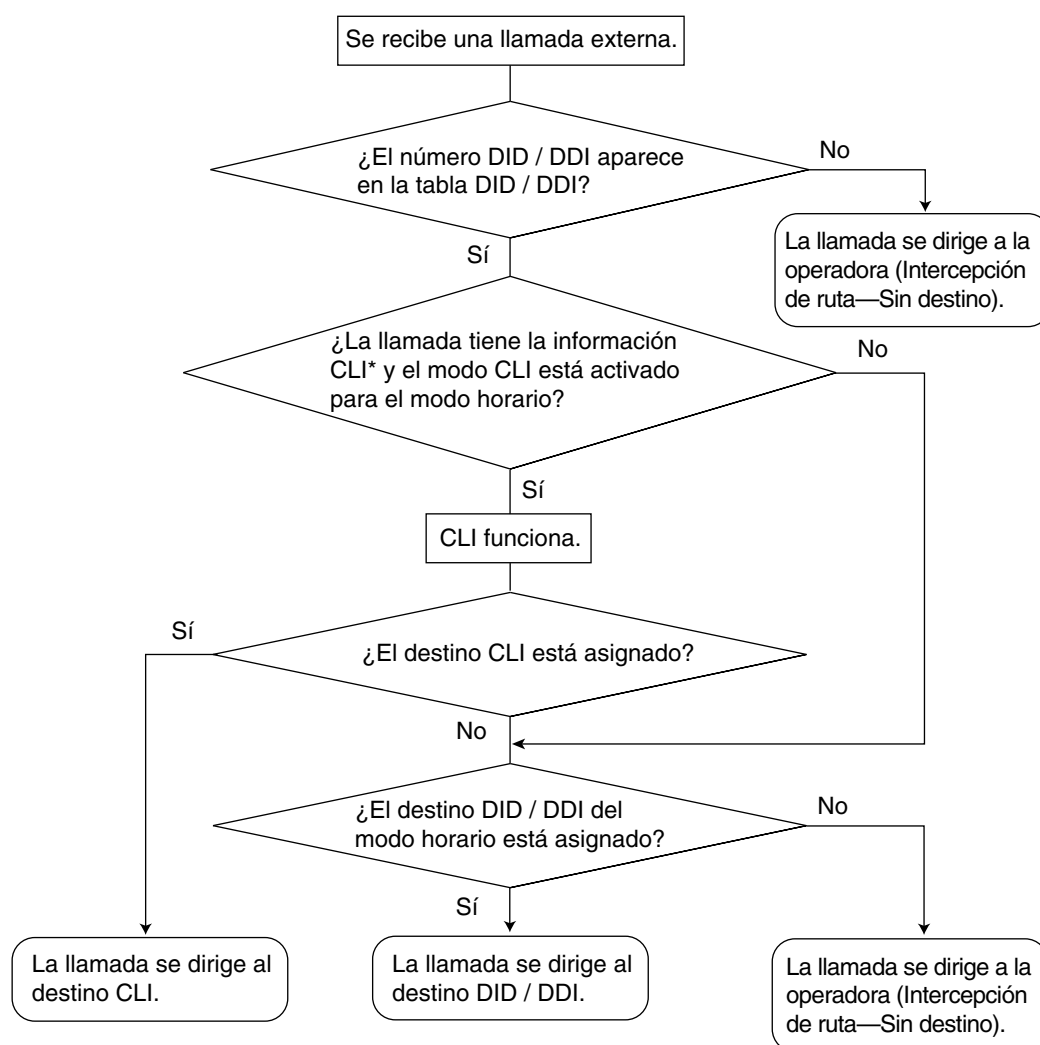 Se recibe una llamada externa.
¿El número DID / DDI aparece
en la tabla DID / DDI?
No
Sí
La llamada se dirige a la
operadora (Intercepción
de ruta—Sin destino).
¿La llamada tiene la información
CLI* y el modo CLI está activado
para el modo horario?
No
Sí
CLI funciona.
Sí
¿El destino CLI está asignado?
No
¿El destino DID / DDI del
modo horario está asignado?
No
Sí
La llamada se dirige al
destino CLI.
La llamada se dirige al
destino DID / DDI.
La llamada se dirige a la
operadora (Intercepción
de ruta—Sin destino).